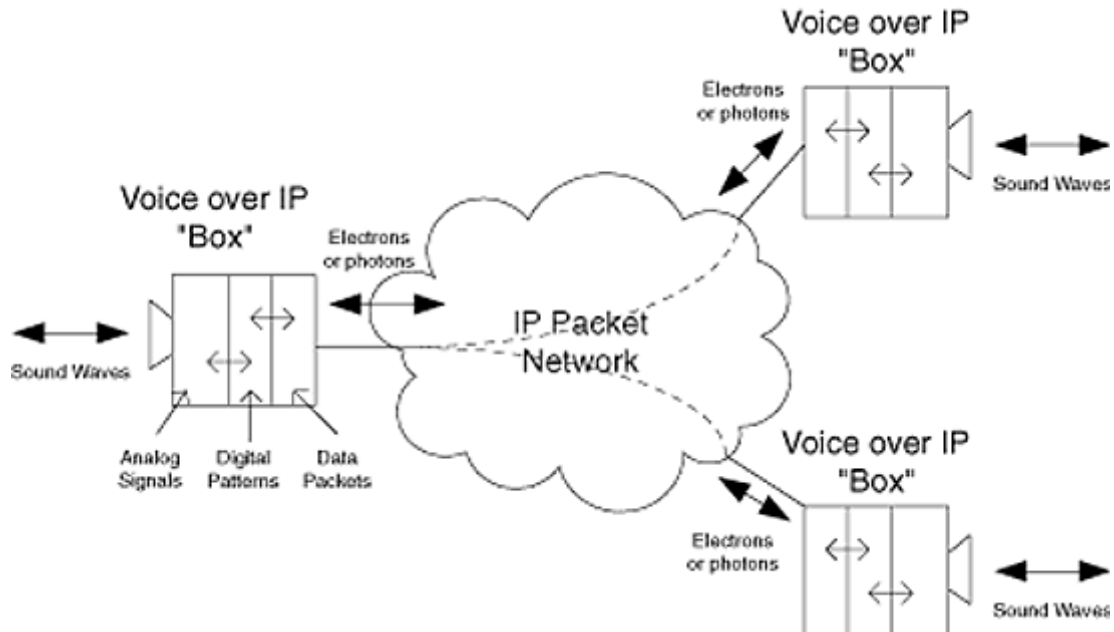 Voice over IP
"Box"
Electrons
or photons
Sound Waves
Voice over IP
"Box"
Electrons
or photons
Sound Waves
IP Packet
Network
Analog
Signals
Digital
Patterns
Data
Packets
Voice over IP
"Box"
Electrons
or photons
Sound Waves